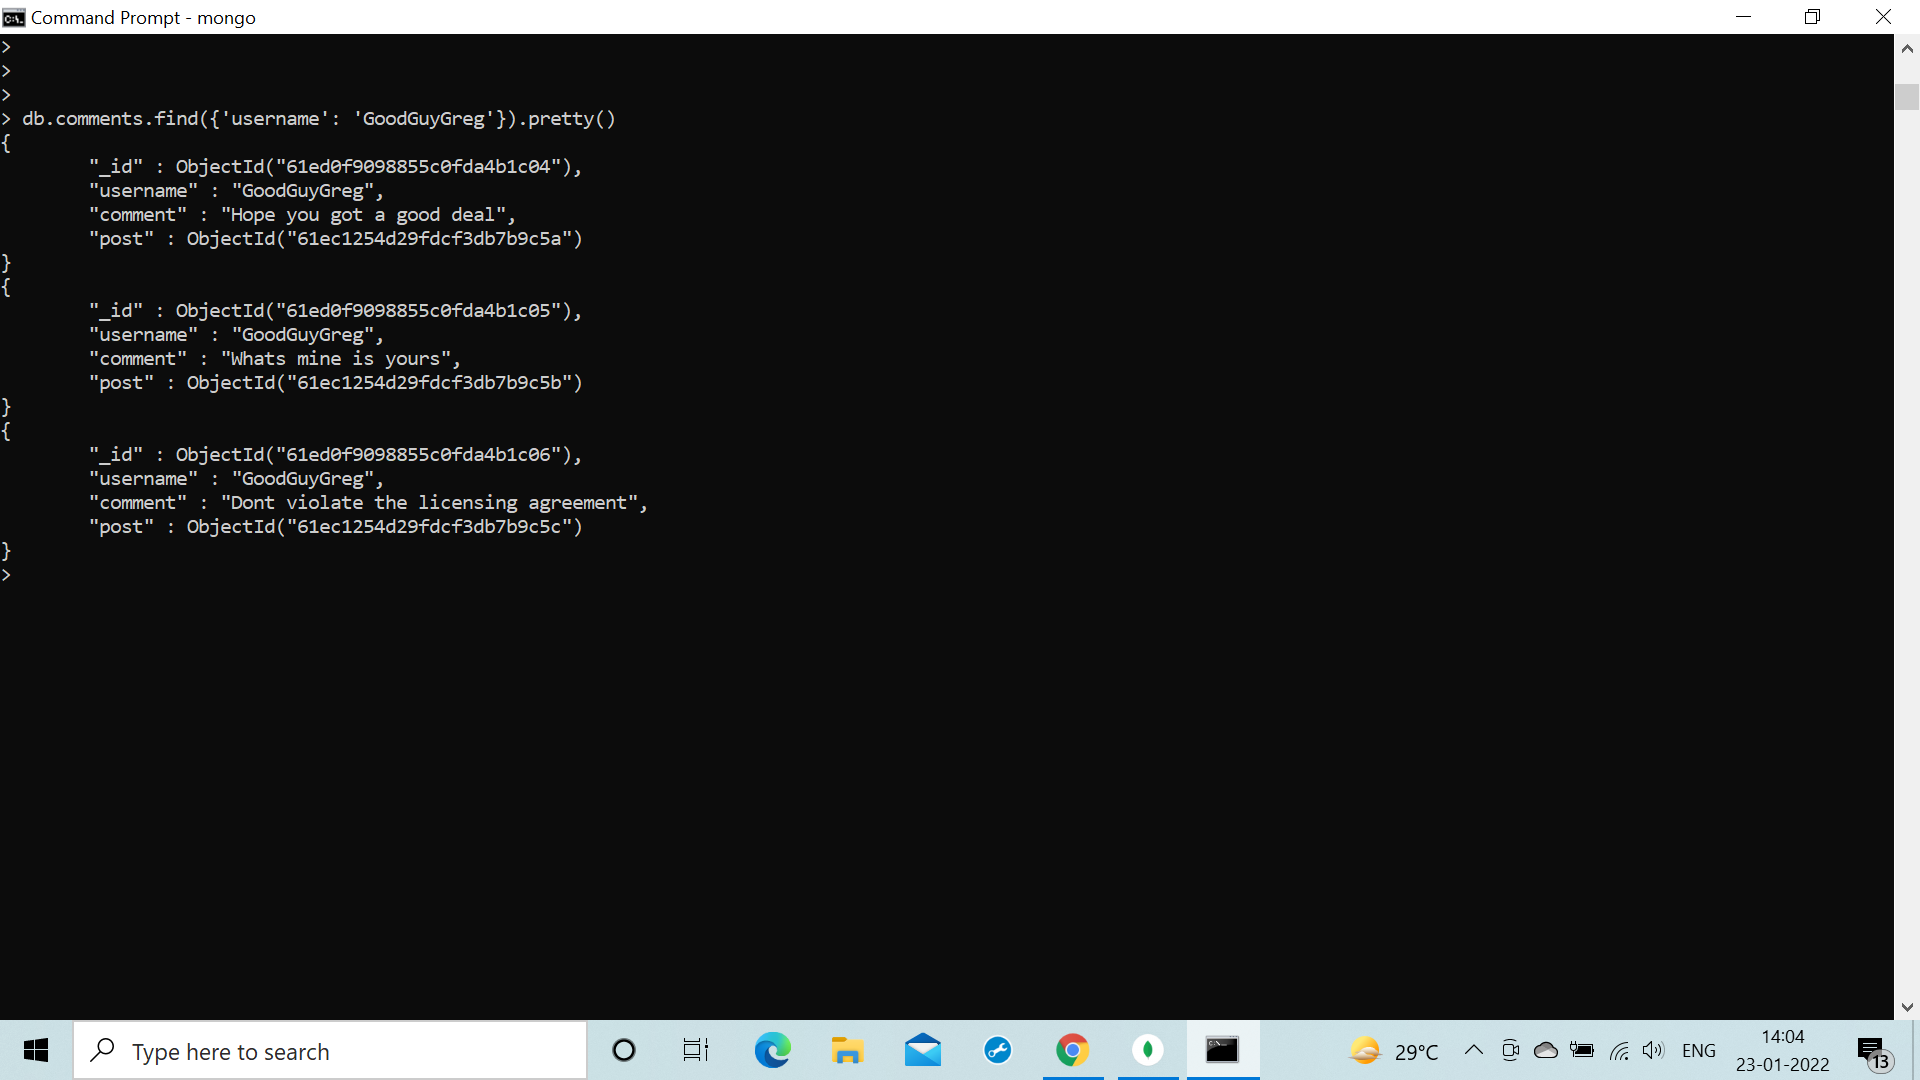 Command Prompt - mongo
>
>
>
> db.comments.find({'username': 'GoodGuyGreg'}).pretty()
{
"_id" : ObjectId("61ed0f9098855c0fda4b1c04"),
"username" : "GoodGuyGreg",
"comment" : "Hope you got a good deal",
"post" : ObjectId("61ec1254d29fdcf3db7b9c5a")
}
{
"_id" : ObjectId("61ed0f9098855c0fda4b1c05"),
"username" : "GoodGuyGreg",
"comment" : "Whats mine is yours",
"post" : ObjectId("61ec1254d29fdcf3db7b9c5b")
}
{
"_id" : ObjectId("61ed0f9098855c0fda4b1c06"),
"username" : "GoodGuyGreg",
"comment" : "Dont violate the licensing agreement",
"post" : ObjectId("61ec1254d29fdcf3db7b9c5c")
}
>
Type here to search
29°C
ENG
14:04
23-01-2022
13